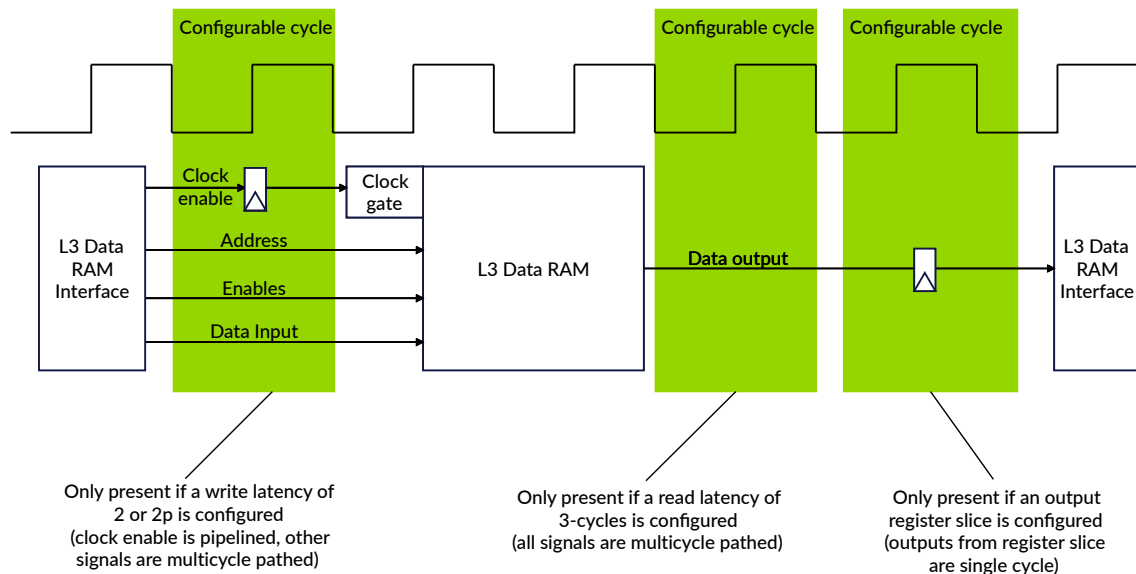 Configurable cycle
Configurable cycle
Configurable cycle
Clock
enable
Clock
gate
L3 Data
RAM
Interface
Address
Enables
Data Input
L3 Data RAM
Data output
L3 Data
RAM
Interface
Only present if a write latency of
2 or 2p is configured
(clock enable is pipelined, other
signals are multicycle pathed)
Only present if a read latency of
3-cycles is configured
(all signals are multicycle pathed)
Only present if an output
register slice is configured
(outputs from register slice
are single cycle)